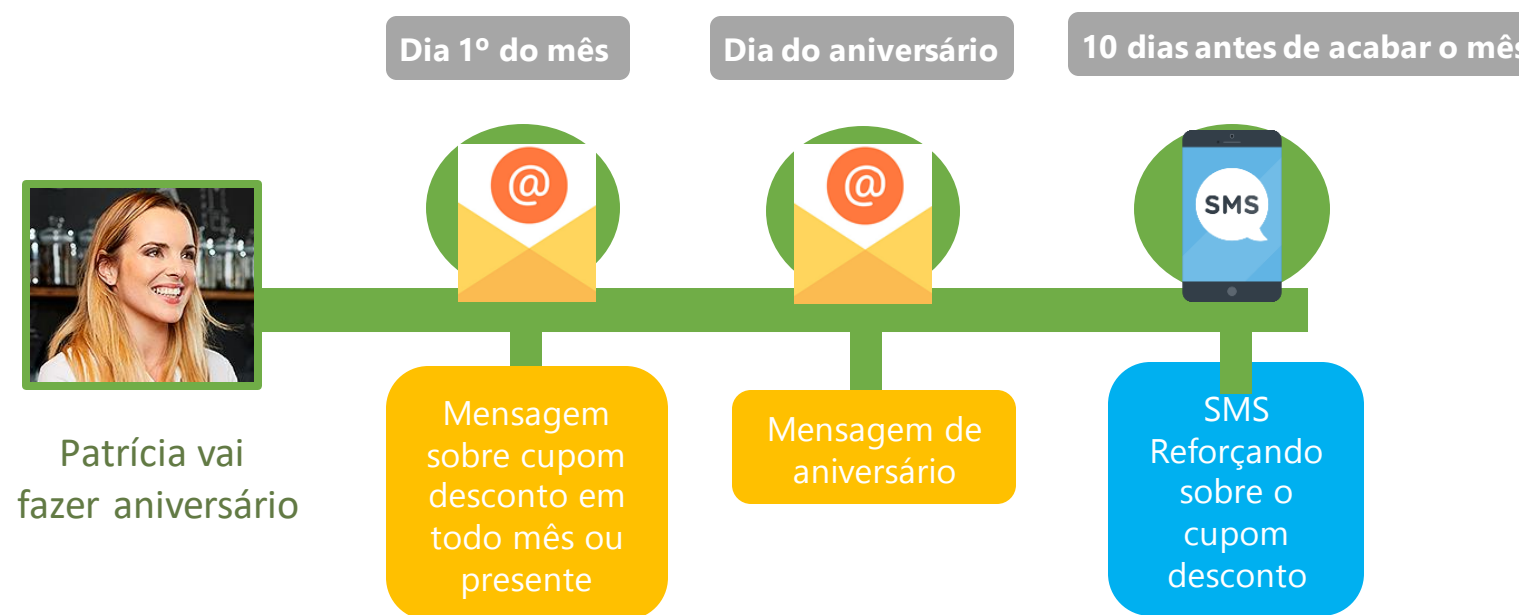 Dia 1º do mês
Dia do aniversário
10 dias antes de acabar o mês
@
@
SMS
Patrícia vai
fazer aniversário
Mensagem
sobre cupom
desconto em
todo mês ou
presente
Mensagem de
aniversário
SMS
Reforçando
sobre o
cupom
desconto